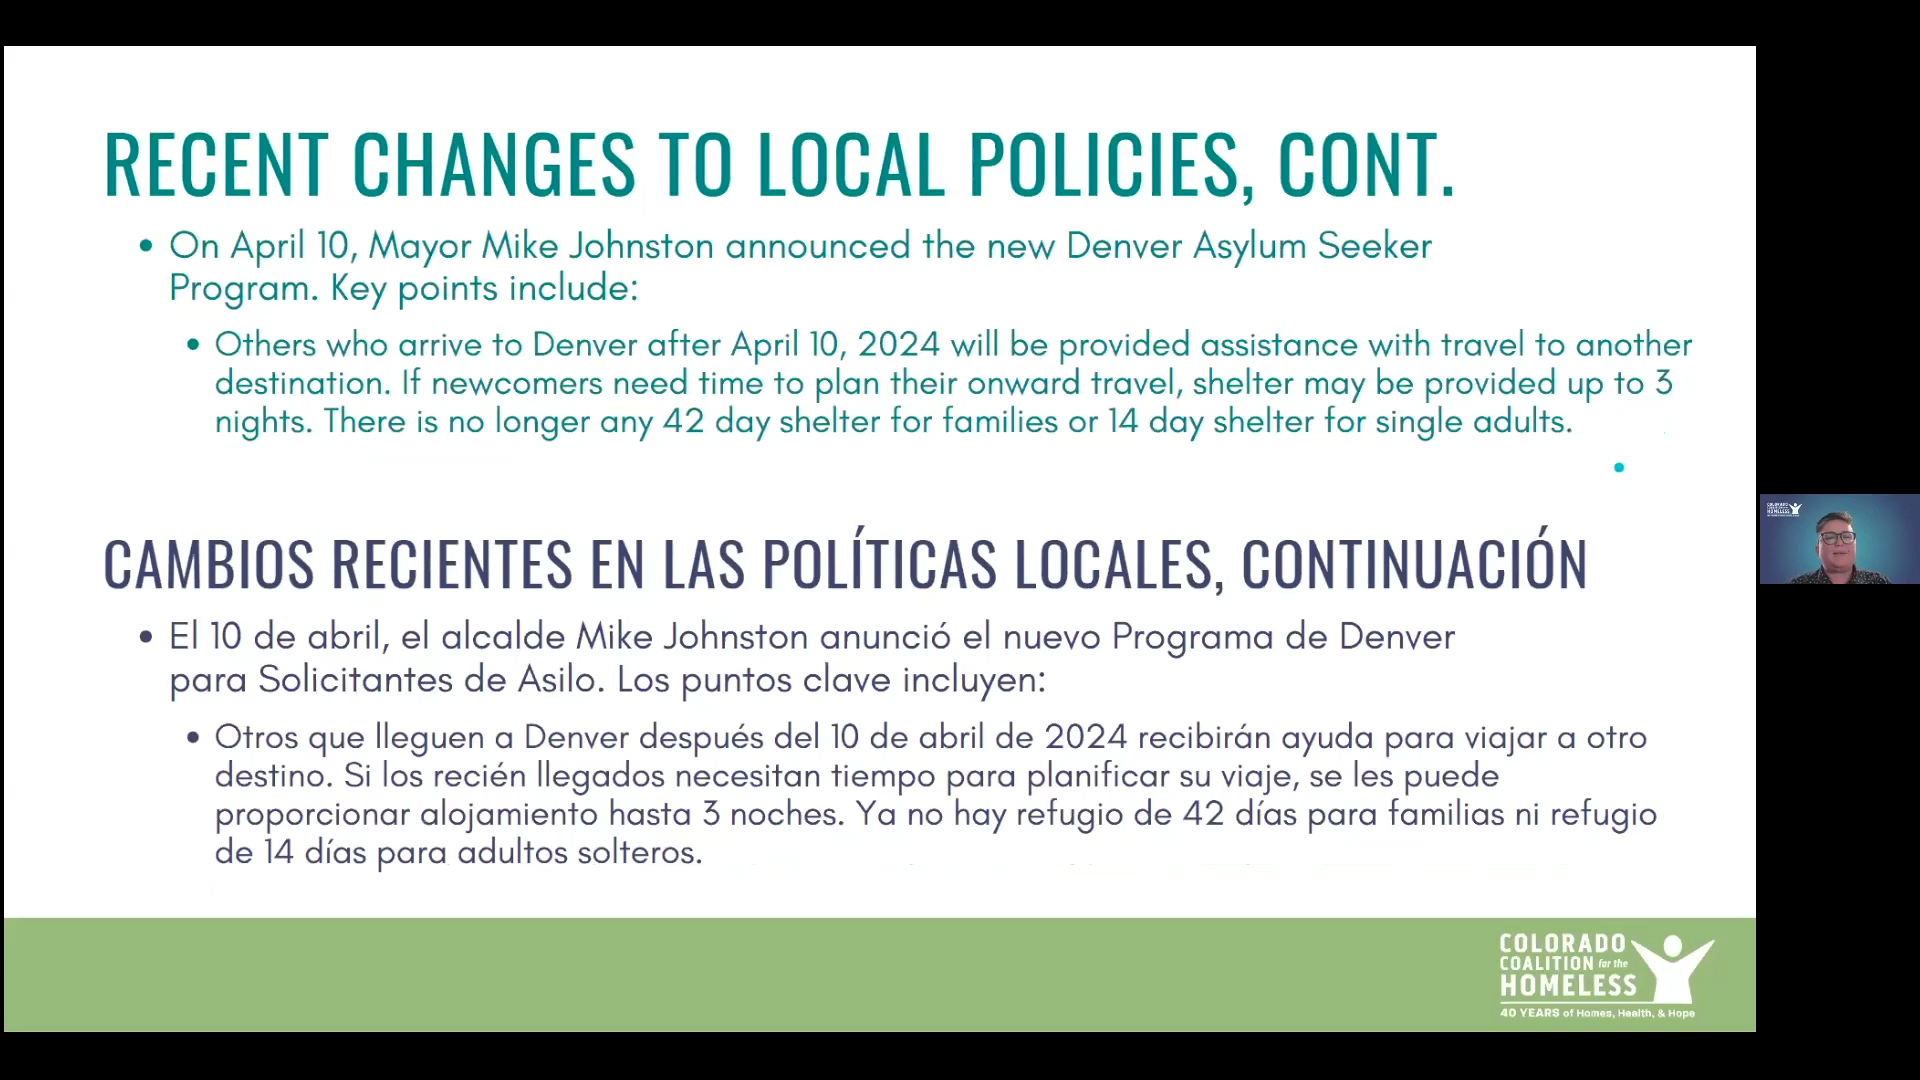 RECENT CHANGES TO LOCAL POLICIES, CONT.
• On April 10, Mayor Mike Johnston announced the new Denver Asylum Seeker
Program. Key points include:
• Others who arrive to Denver after April 10, 2024 will be provided assistance with travel to another
destination. If newcomers need time to plan their onward travel, shelter may be provided up to 3
nights. There is no longer any 42 day shelter for families or 14 day shelter for single adults.
CAMBIOS RECIENTES EN LAS POLÍTICAS LOCALES, CONTINUACIÓN
• El 10 de abril, el alcalde Mike Johnston anunció el nuevo Programa de Denver
para Solicitantes de Asilo. Los puntos clave incluyen:
• Otros que lleguen a Denver después del 10 de abril de 2024 recibirán ayuda para viajar a otro
destino. Si los recién llegados necesitan tiempo para planificar su viaje, se les puede
proporcionar alojamiento hasta 3 noches. Ya no hay refugio de 42 días para familias ni refugio
de 14 días para adultos solteros.
COLORADO
COALITION for the
HOMELESS
40 YEARS of Homes, Health, & Hope
COLORADO
HOMELESS